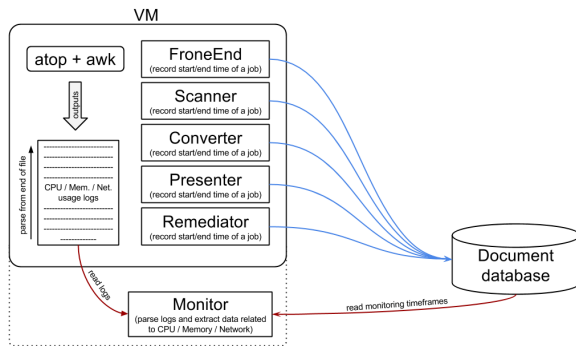 VM
atop + awk
outputs
parse from end of file
CPU / Mem. / Net.
usage logs
FroneEnd
(record start/end time of a job)
Scanner
(record start/end time of a job)
Converter
(record start/end time of a job)
Presenter
(record start/end time of a job)
Remediator
(record start/end time of a job)
Document
database
read logs
Monitor
(parse logs and extract data related
to CPU / Memory / Network)
read monitoring timeframes